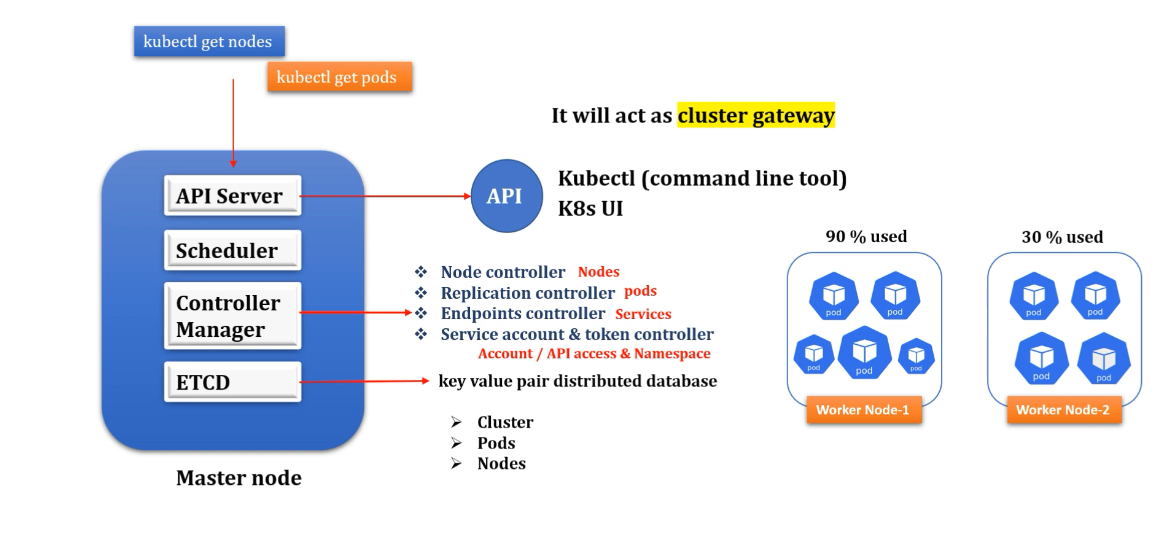 kubectl get nodes
kubectl get pods
It will act as cluster gateway
API Server
API
Kubectl (command line tool)
K8s UI
Scheduler
Controller
Manager
Node controller Nodes
Replication controller pods
Endpoints controller Services
Service account & token controller
Account / API access & Namespace
ETCD
key value pair distributed database
Cluster
Pods
Nodes
Master node
90 % used
pod
pod
pod
pod
pod
Worker Node-1
30 % used
pod
pod
pod
pod
Worker Node-2